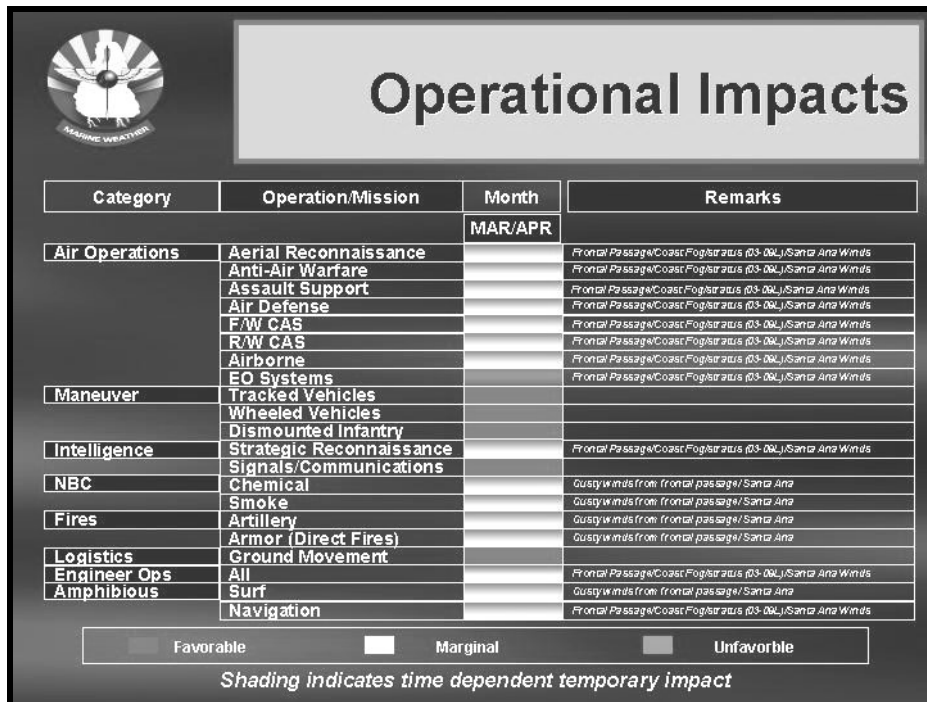 MARINE WEATHER
Operational Impacts
Category Operation/Mission Month Remarks
MAR/APR
Air Operations Aerial Reconnaissance Frontal Passage/Coast Fog/stratus (03-09L)/Santa Ana Winds
Anti-Air Warfare Frontal Passage/Coast Fog/stratus (03-09L)/Santa Ana Winds
Assault Support Frontal Passage/Coast Fog/stratus (03-09L)/Santa Ana Winds
Air Defense Frontal Passage/Coast Fog/stratus (03-09L)/Santa Ana Winds
F/W CAS Frontal Passage/Coast Fog/stratus (03-09L)/Santa Ana Winds
R/W CAS Frontal Passage/Coast Fog/stratus (03-09L)/Santa Ana Winds
Airborne Frontal Passage/Coast Fog/stratus (03-09L)/Santa Ana Winds
EO Systems Frontal Passage/Coast Fog/stratus (03-09L)/Santa Ana Winds
Maneuver Tracked Vehicles
Wheeled Vehicles
Dismounted Infantry
Intelligence Strategic Reconnaissance Frontal Passage/Coast Fog/stratus (03-09L)/Santa Ana Winds
Signals/Communications
NBC Chemical Gusty winds from frontal passage/Santa Ana
Smoke Gusty winds from frontal passage/Santa Ana
Fires Artillery Gusty winds from frontal passage/Santa Ana
Armor (Direct Fires) Gusty winds from frontal passage/Santa Ana
Logistics Ground Movement
Engineer Ops All Frontal Passage/Coast Fog/stratus (03-09L)/Santa Ana Winds
Amphibious Surf Gusty winds from frontal passage/Santa Ana
Navigation Frontal Passage/Coast Fog/stratus (03-09L)/Santa Ana Winds
Favorable Marginal Unfavorble
Shading indicates time dependent temporary impact